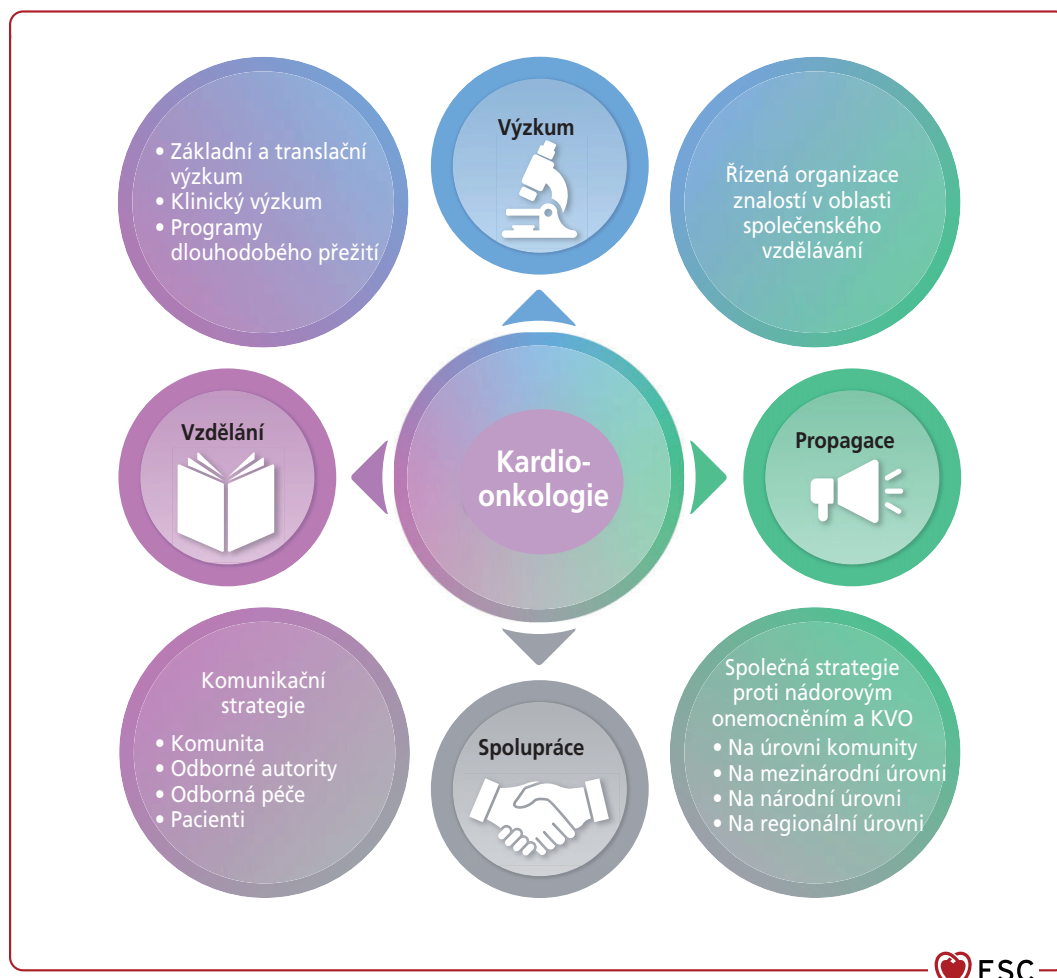 • Základní a translační
výzkum
• Klinický výzkum
• Programy
dlouhodobého přežití
Výzkum
Řízená organizace
znalostí v oblasti
společenského
vzdělávání
Vzdělání
Kardio-
onkologie
Propagace
Komunikační
strategie
• Komunita
• Odborné autority
• Odborná péče
• Pacienti
Spolupráce
Společná strategie
proti nádorovým
onemocněním a KVO
• Na úrovni komunity
• Na mezinárodní úrovni
• Na národní úrovni
• Na regionální úrovni
ESC